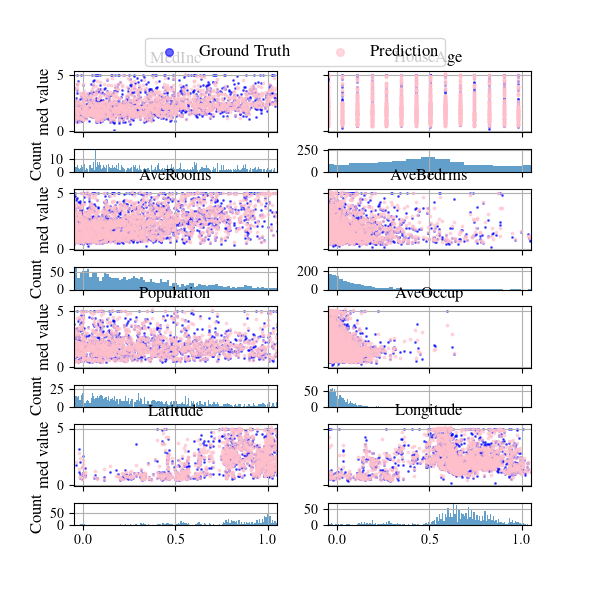 Ground Truth Prediction
MedInc HouseAge
med value 5 0
Count 10 0 250 0
AveRooms AveBedrms
med value 5 0
Count 50 0 200 0
Population AveOccup
med value 5 0
Count 25 0 50 0
Latitude Longitude
med value 5 0
Count 50 0 50 0
0.0 0.5 1.0 0.0 0.5 1.0